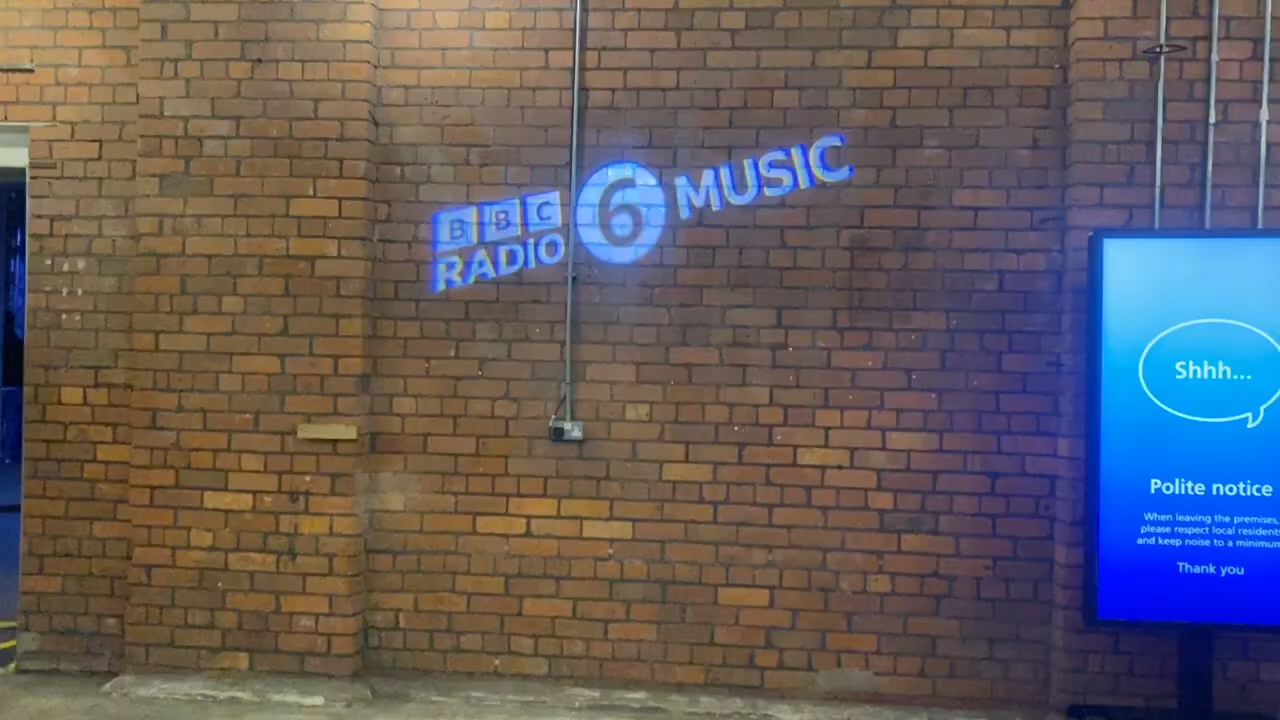 BBC
RADIO 6 MUSIC
Shhh...
Polite notice
When leaving the premises,
please respect local residents
and keep noise to a minimum
Thank you